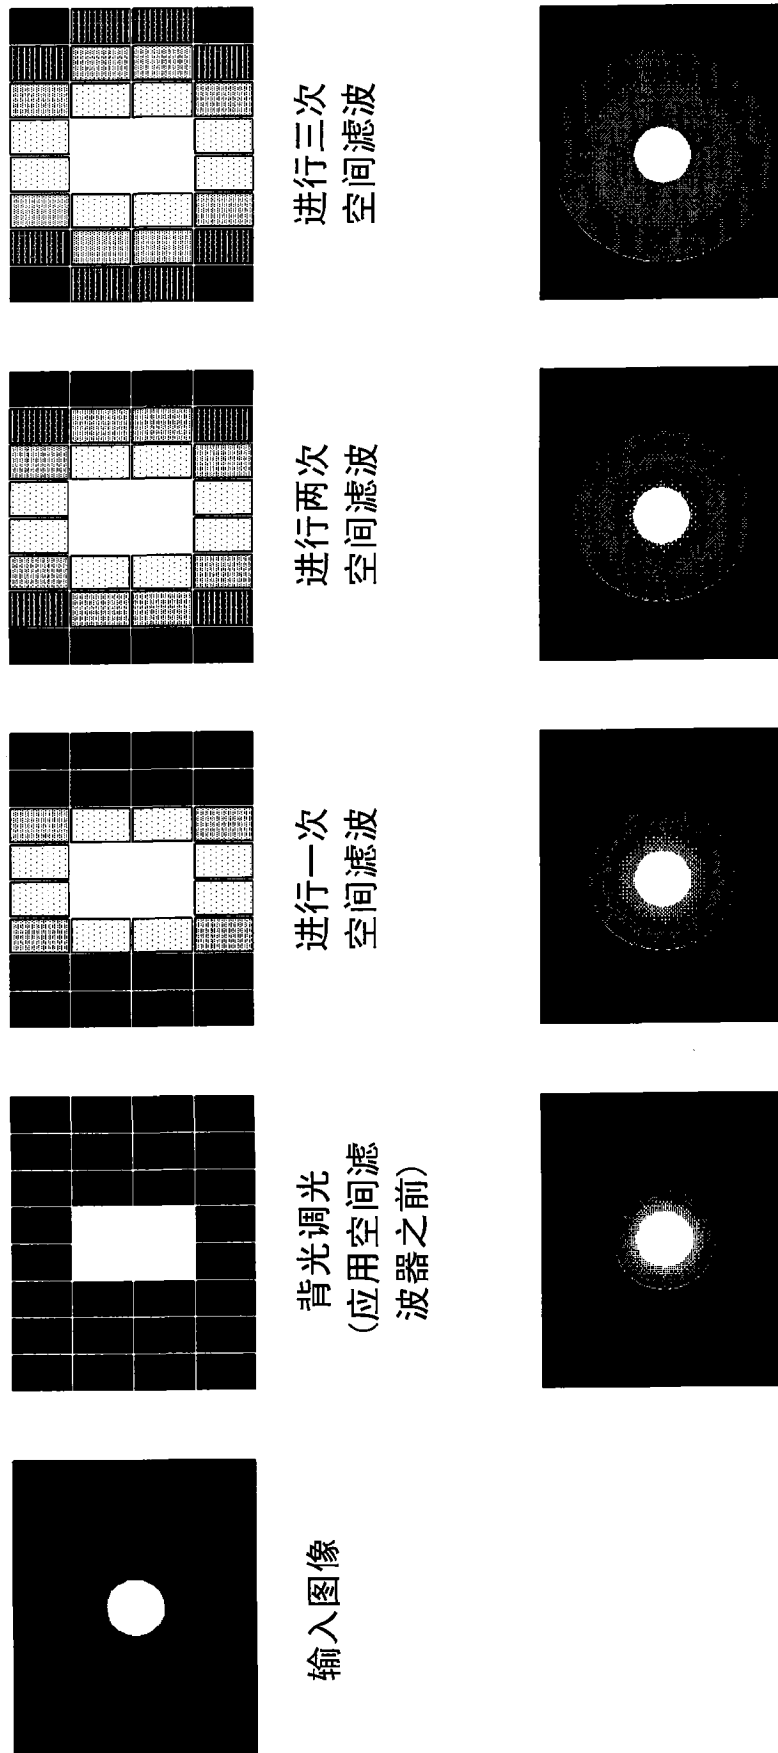 进行三次
空间滤波
进行两次
空间滤波
进行一次
空间滤波
背光调光
(应用空间滤
波器之前)
输入图像